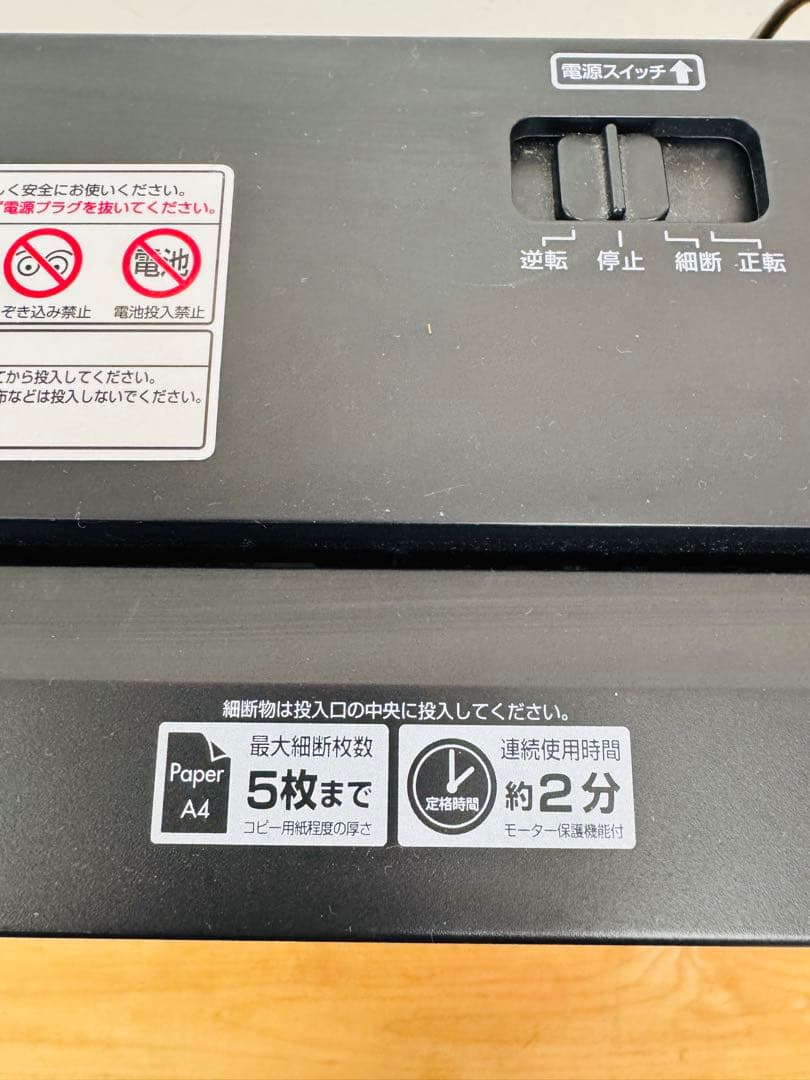 電源スイッチ
逆転 停止 細断 正転
しく安全にお使いください。
電源プラグを抜いてください。
電池
ぞき込み禁止 電池投入禁止
てから投入してください。
布などは投入しないでください。
細断物は投入口の中央に投入してください。
Paper
A4
最大細断枚数
5枚まで
コピー用紙程度の厚さ
定格時間
連続使用時間
約2分
モーター保護機能付